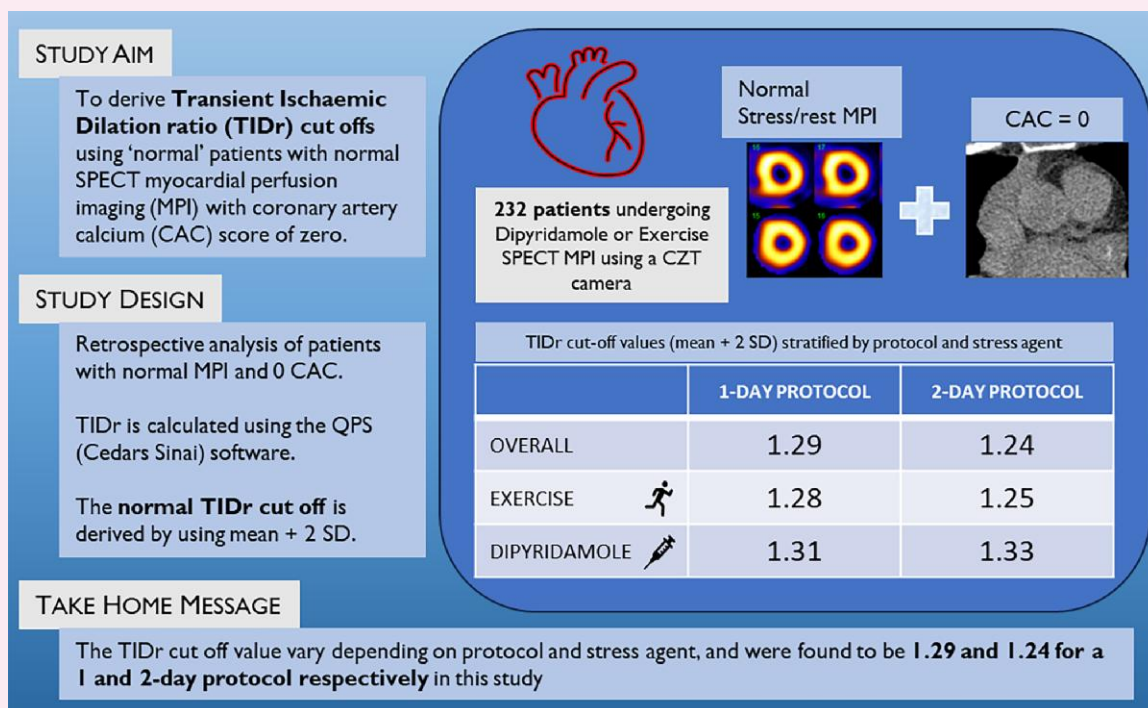 STUDY AIM
To derive Transient Ischaemic
Dilation ratio (TIDr) cut offs
using ‘normal’ patients with normal
SPECT myocardial perfusion
imaging (MPI) with coronary artery
calcium (CAC) score of zero.
STUDY DESIGN
Retrospective analysis of patients
with normal MPI and 0 CAC.
TIDr is calculated using the QPS
(Cedars Sinai) software.
The normal TIDr cut off is
derived by using mean + 2 SD.
232 patients undergoing
Dipyridamole or Exercise
SPECT MPI using a CZT
camera
Normal
Stress/rest MPI
CAC = 0
TIDr cut-off values (mean + 2 SD) stratified by protocol and stress agent
1-DAY PROTOCOL 2-DAY PROTOCOL
OVERALL 1.29 1.24
EXERCISE 1.28 1.25
DIPYRIDAMOLE 1.31 1.33
TAKE HOME MESSAGE
The TIDr cut off value vary depending on protocol and stress agent, and were found to be 1.29 and 1.24 for a
1 and 2-day protocol respectively in this study